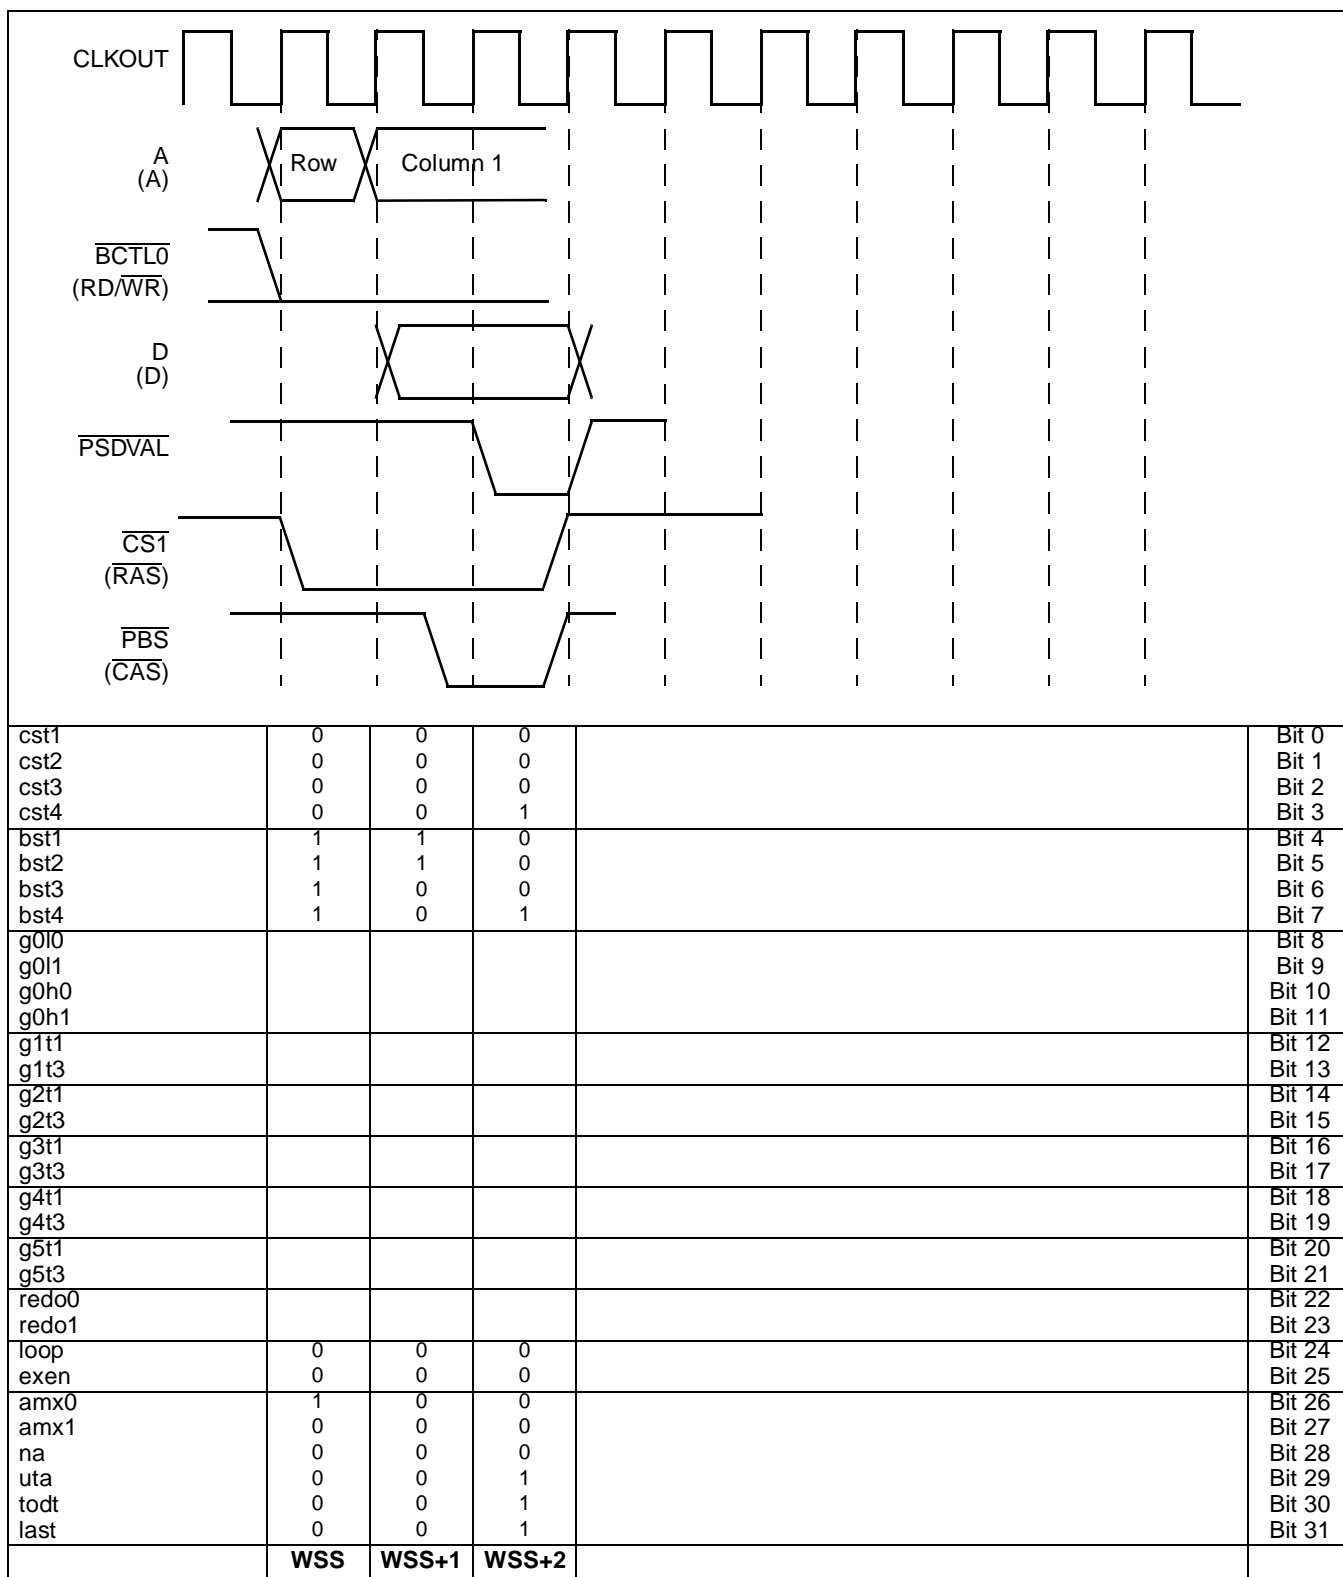 CLKOUT
A
(A)
Row Column 1
BCTL0
(RD/WR)
D
(D)
PSDVAL
CS1
(RAS)
PBS
(CAS)
cst1 0 0 0 Bit 0
cst2 0 0 0 Bit 1
cst3 0 0 0 Bit 2
cst4 0 0 1 Bit 3
bst1 1 1 0 Bit 4
bst2 1 1 0 Bit 5
bst3 1 0 0 Bit 6
bst4 1 0 1 Bit 7
g0l0 Bit 8
g0l1 Bit 9
g0h0 Bit 10
g0h1 Bit 11
g1t1 Bit 12
g1t3 Bit 13
g2t1 Bit 14
g2t3 Bit 15
g3t1 Bit 16
g3t3 Bit 17
g4t1 Bit 18
g4t3 Bit 19
g5t1 Bit 20
g5t3 Bit 21
redo0 Bit 22
redo1 Bit 23
loop 0 0 0 Bit 24
exen 0 0 0 Bit 25
amx0 1 0 0 Bit 26
amx1 0 0 0 Bit 27
na 0 0 0 Bit 28
uta 0 0 1 Bit 29
todt 0 0 1 Bit 30
last 0 0 1 Bit 31
WSS WSS+1 WSS+2